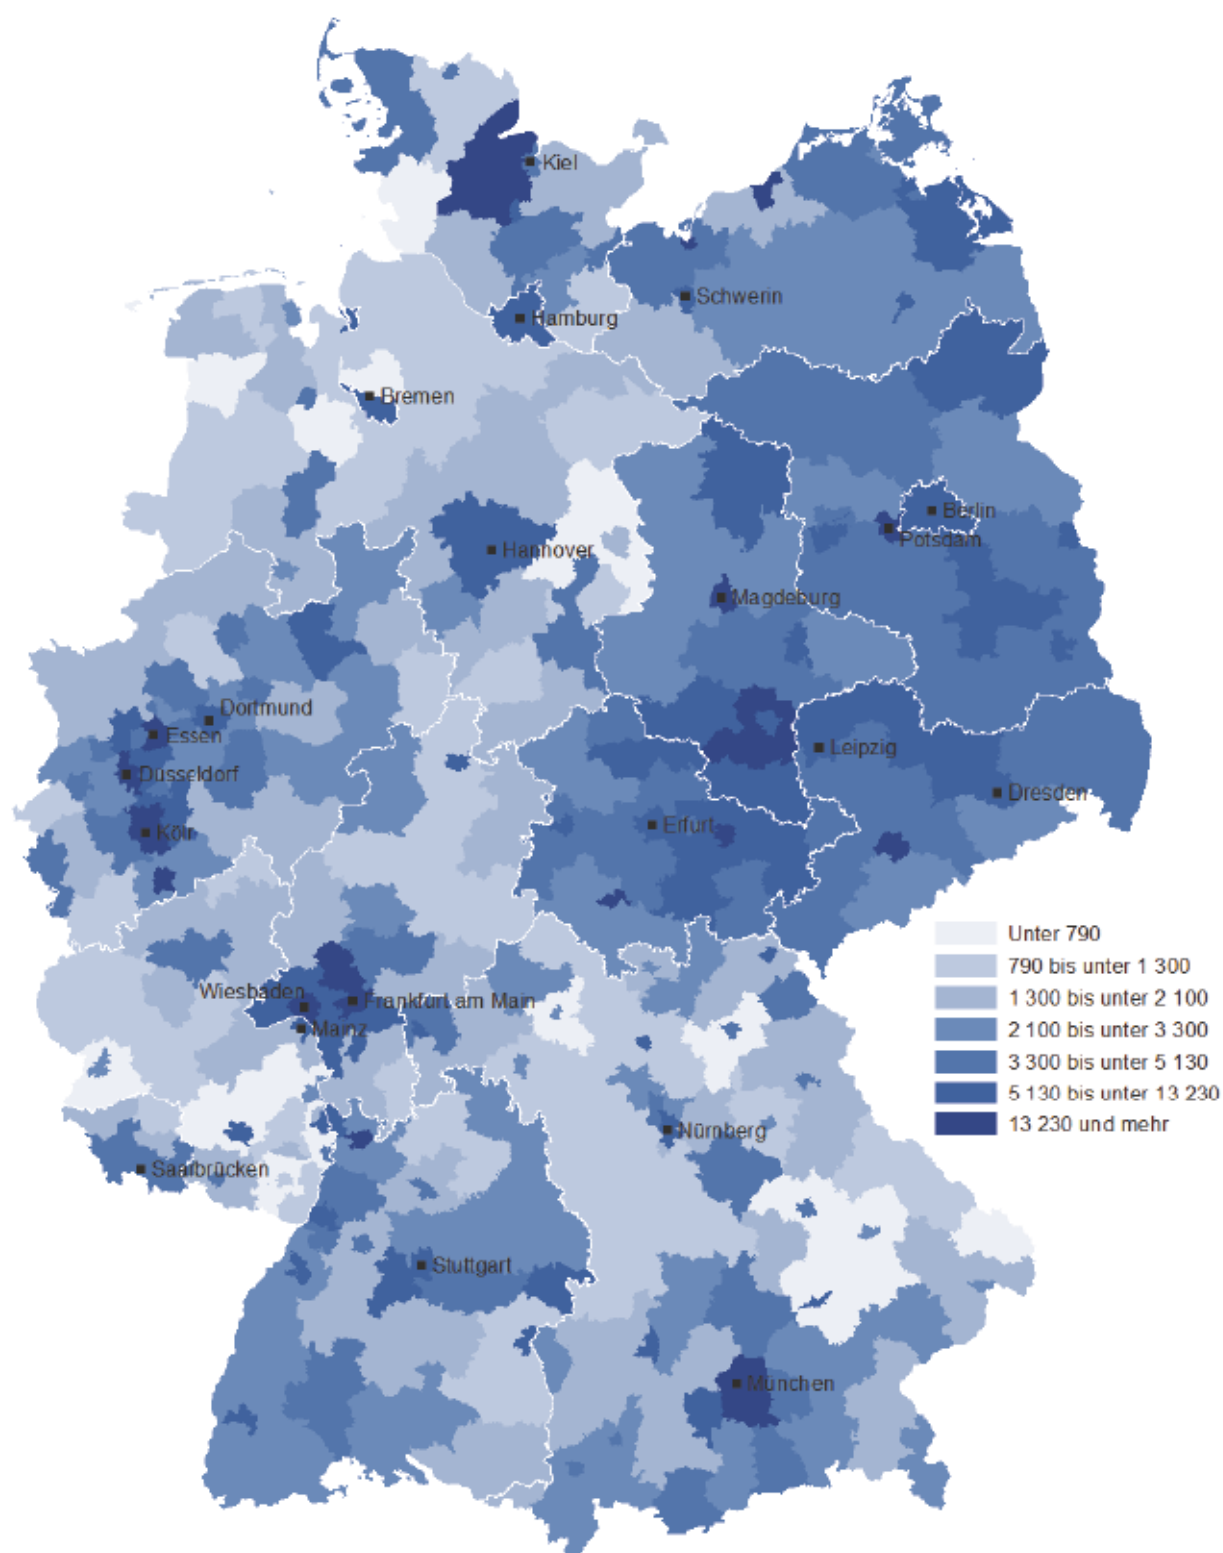 Kiel
Schwerin
Hamburg
Bremen
Berlin
Potsdam
Hannover
Magdeburg
Dortmund
Essen
Düsseldorf
Leipzig
Dresden
Köln
Erfurt
Unter 790
790 bis unter 1 300
Wiesbaden
Frankfurt am Main
1 300 bis unter 2 100
Mainz
2 100 bis unter 3 300
3 300 bis unter 5 130
5 130 bis unter 13 230
13 230 und mehr
Nürnberg
Saarbrücken
Stuttgart
München